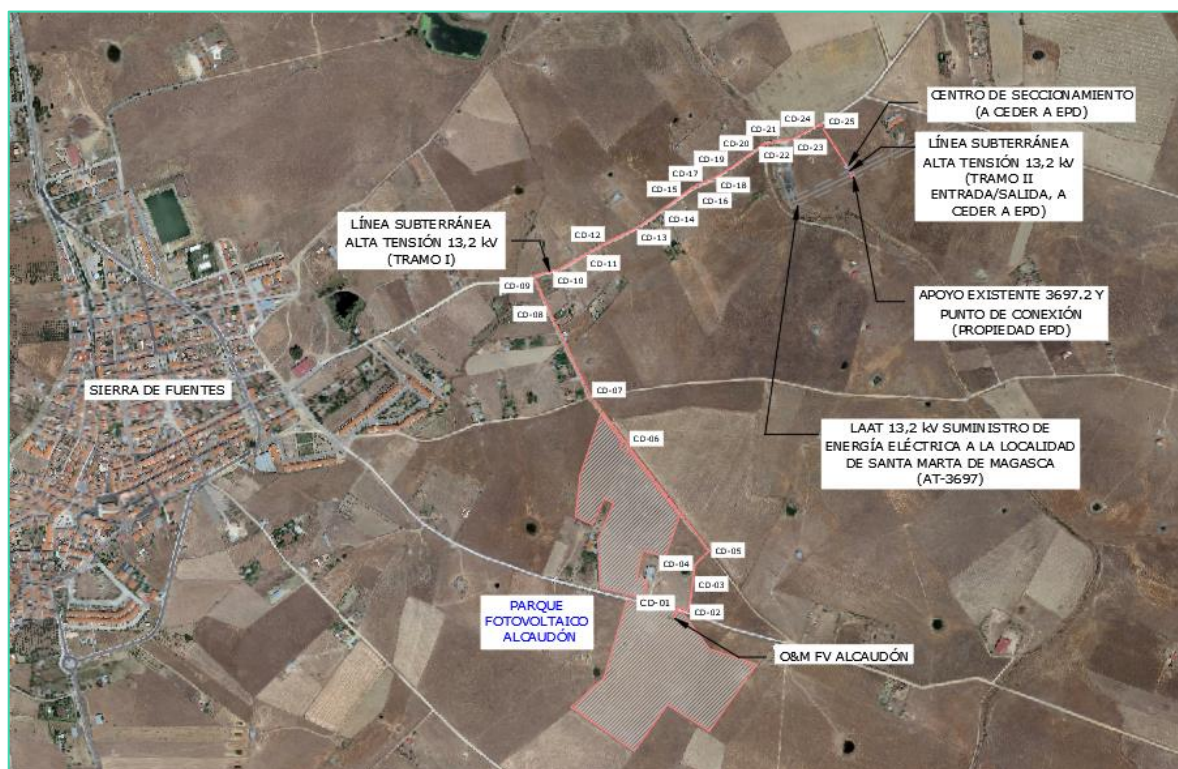 CENTRO DE SECCIONAMIENTO
(A CEDER A EPD)
CD-24
CD-25
CD-21
CD-20
CD-22
CD-23
CD-19
CD-17
CD-18
CD-15
CD-16
CD-14
CD-12
CD-13
CD-11
LÍNEA SUBTERRÁNEA
ALTA TENSIÓN 13,2 kV
(TRAMO II
ENTRADA/SALIDA, A
CEDER A EPD)
LÍNEA SUBTERRÁNEA
ALTA TENSIÓN 13,2 kV
(TRAMO I)
CD-10
CD-09
CD-08
APOYO EXISTENTE 3697.2 Y
PUNTO DE CONEXIÓN
(PROPIEDAD EPD)
SIERRA DE FUENTES
CD-07
CD-06
LAAT 13,2 kV SUMINISTRO DE
ENERGÍA ELÉCTRICA A LA LOCALIDAD
DE SANTA MARTA DE MAGASCA
(AT-3697)
CD-05
CD-04
CD-03
CD-01
CD-02
PARQUE
FOTOVOLTAICO
ALCAUDÓN
O&M FV ALCAUDÓN